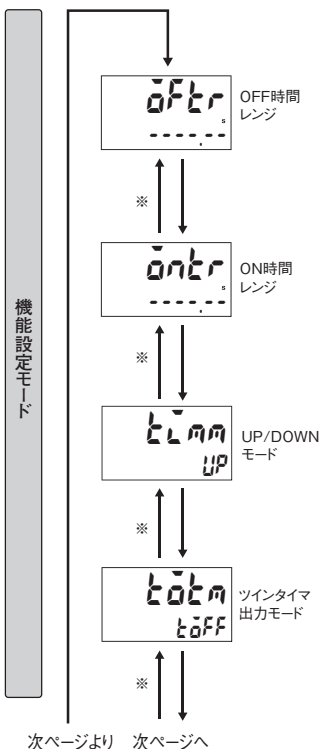 機能設定モード
oFtr
s
-----.--
OFF時間
レンジ
※
ontr
s
-----.--
ON時間
レンジ
※
timm
UP
UP/DOWN
モード
※
totm
toFF
ツインタイマ
出力モード
※
次ページより 次ページへ